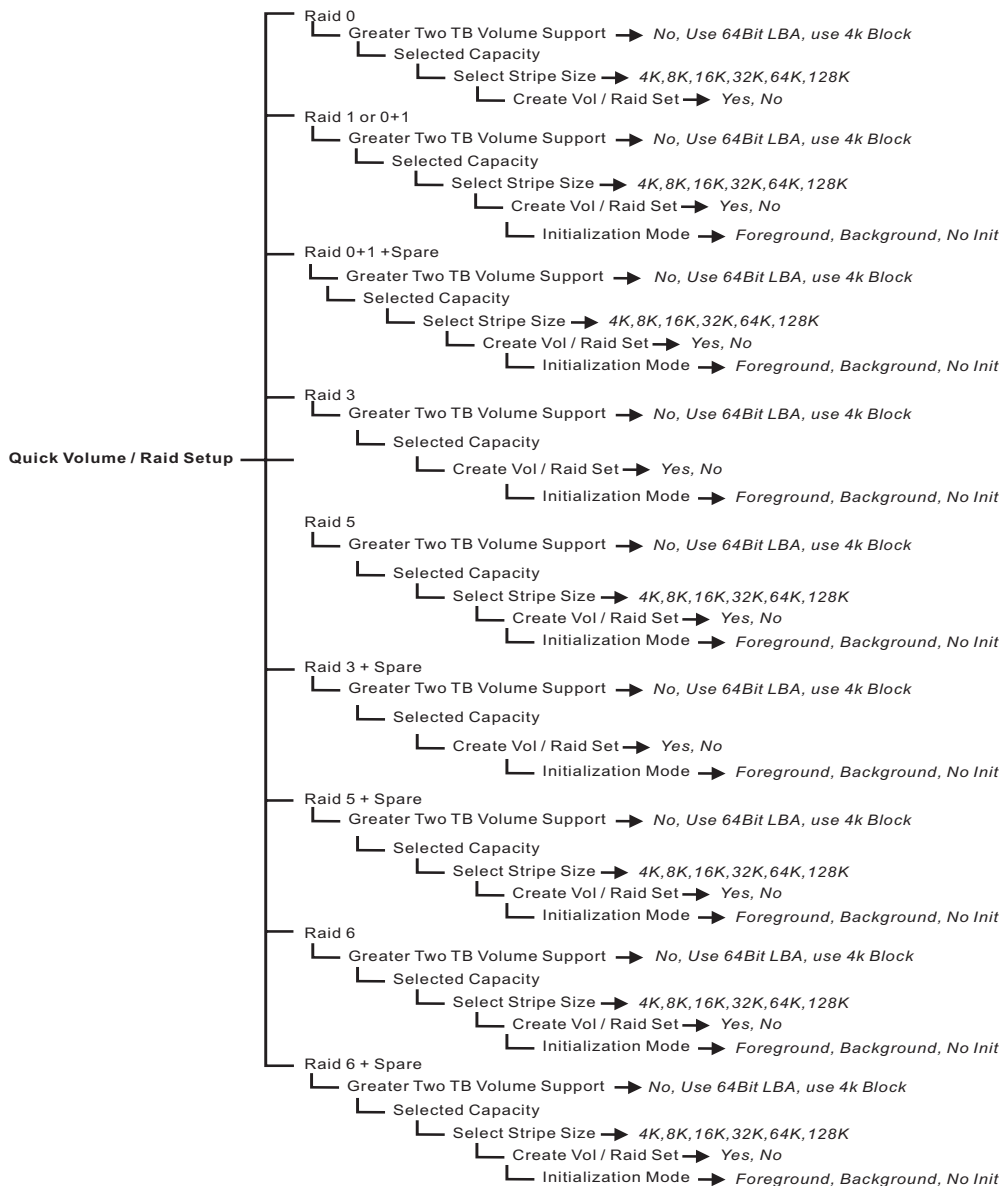 Raid 0
Greater Two TB Volume Support No, Use 64Bit LBA, use 4k Block
Selected Capacity
Select Stripe Size 4K,8K,16K,32K,64K,128K
Create Vol / Raid Set Yes, No
Raid 1 or 0+1
Greater Two TB Volume Support No, Use 64Bit LBA, use 4k Block
Selected Capacity
Select Stripe Size 4K,8K,16K,32K,64K,128K
Create Vol / Raid Set Yes, No
Initialization Mode Foreground, Background, No Init
Raid 0+1 +Spare
Greater Two TB Volume Support No, Use 64Bit LBA, use 4k Block
Selected Capacity
Select Stripe Size 4K,8K,16K,32K,64K,128K
Create Vol / Raid Set Yes, No
Initialization Mode Foreground, Background, No Init
Raid 3
Greater Two TB Volume Support No, Use 64Bit LBA, use 4k Block
Selected Capacity
Quick Volume / Raid Setup
Create Vol / Raid Set Yes, No
Initialization Mode Foreground, Background, No Init
Raid 5
Greater Two TB Volume Support No, Use 64Bit LBA, use 4k Block
Selected Capacity
Select Stripe Size 4K,8K,16K,32K,64K,128K
Create Vol / Raid Set Yes, No
Initialization Mode Foreground, Background, No Init
Raid 3 + Spare
Greater Two TB Volume Support No, Use 64Bit LBA, use 4k Block
Selected Capacity
Create Vol / Raid Set Yes, No
Initialization Mode Foreground, Background, No Init
Raid 5 + Spare
Greater Two TB Volume Support No, Use 64Bit LBA, use 4k Block
Selected Capacity
Select Stripe Size 4K,8K,16K,32K,64K,128K
Create Vol / Raid Set Yes, No
Initialization Mode Foreground, Background, No Init
Raid 6
Greater Two TB Volume Support No, Use 64Bit LBA, use 4k Block
Selected Capacity
Select Stripe Size 4K,8K,16K,32K,64K,128K
Create Vol / Raid Set Yes, No
Initialization Mode Foreground, Background, No Init
Raid 6 + Spare
Greater Two TB Volume Support No, Use 64Bit LBA, use 4k Block
Selected Capacity
Select Stripe Size 4K,8K,16K,32K,64K,128K
Create Vol / Raid Set Yes, No
Initialization Mode Foreground, Background, No Init